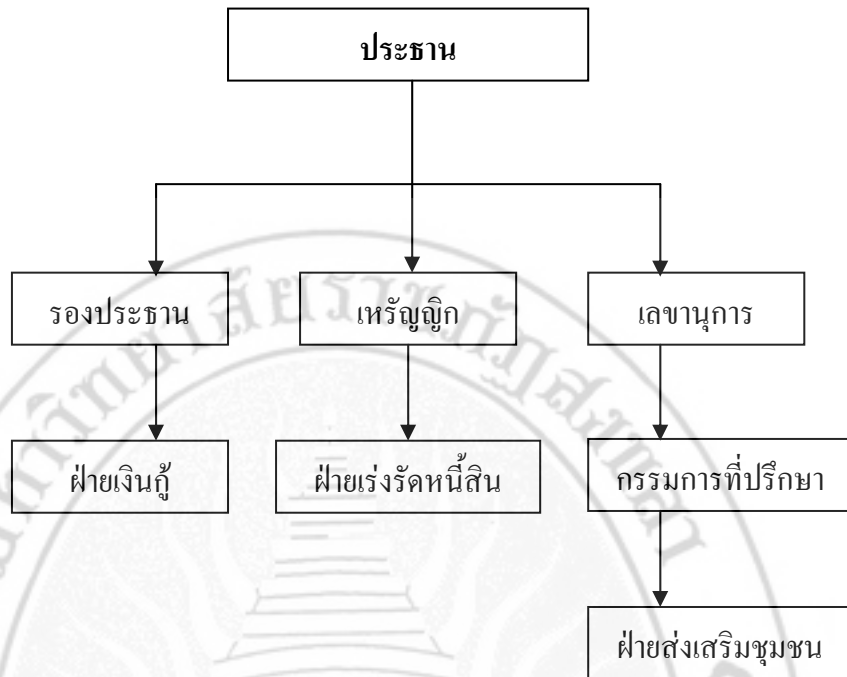 ประธาน
รองประธาน
เหรัญญิก
เลขานุการ
ฝ่ายเงินกู้
ฝ่ายเร่งรัดหนี้สิน
กรรมการที่ปรึกษา
ฝ่ายส่งเสริมชุมชน